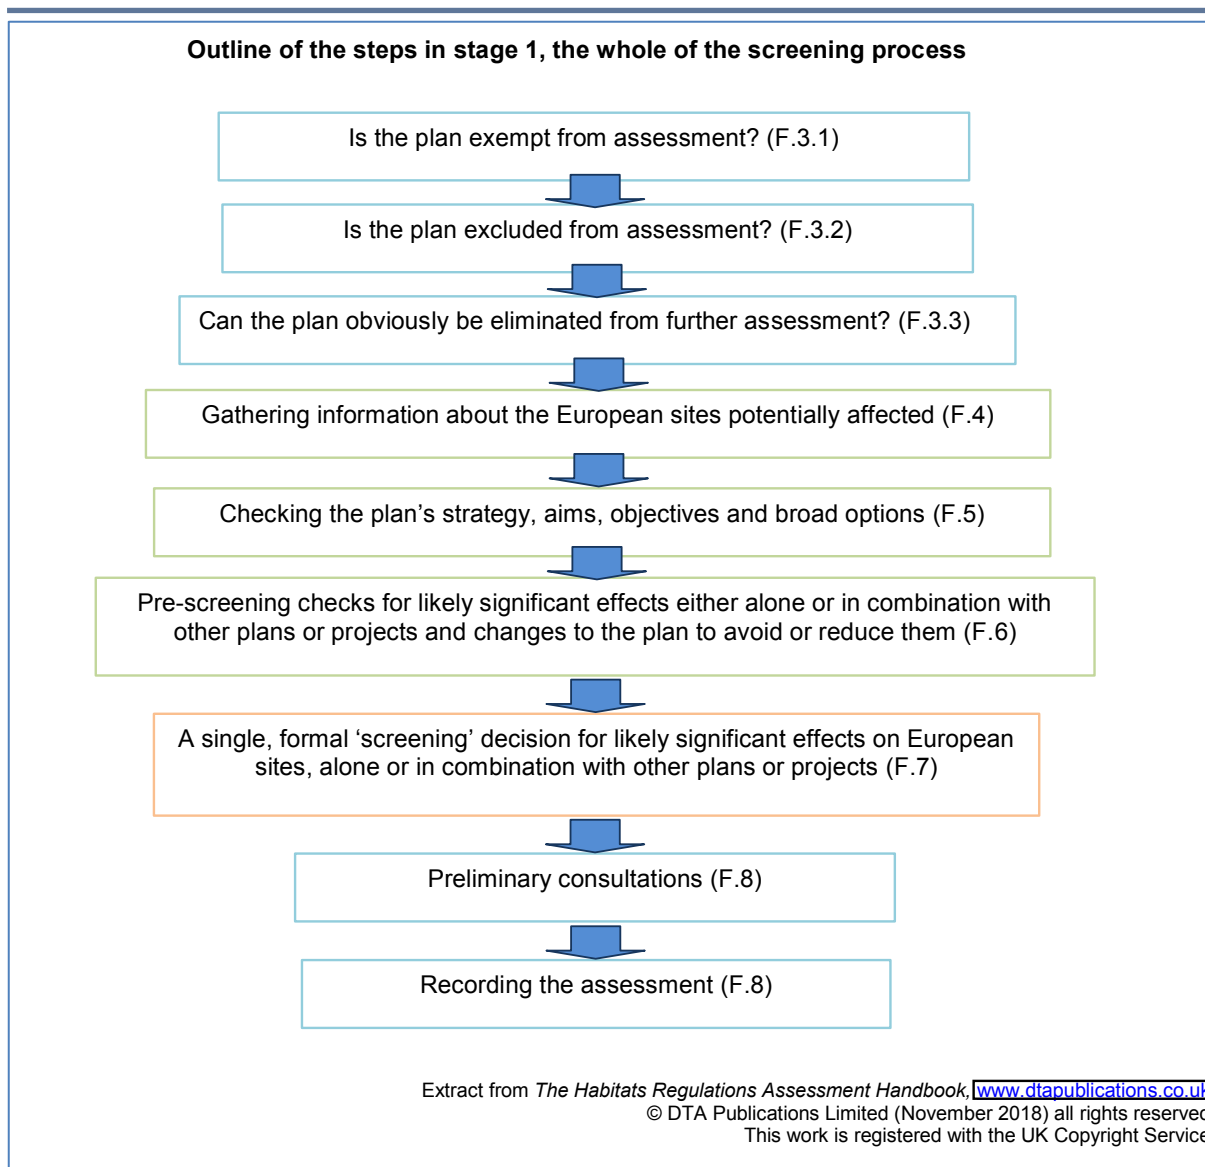 Outline of the steps in stage 1, the whole of the screening process
Is the plan exempt from assessment? (F.3.1)
Is the plan excluded from assessment? (F.3.2)
Can the plan obviously be eliminated from further assessment? (F.3.3)
Gathering information about the European sites potentially affected (F.4)
Checking the plan's strategy, aims, objectives and broad options (F.5)
Pre-screening checks for likely significant effects either alone or in combination with
other plans or projects and changes to the plan to avoid or reduce them (F.6)
A single, formal 'screening' decision for likely significant effects on European
sites, alone or in combination with other plans or projects (F.7)
Preliminary consultations (F.8)
Recording the assessment (F.8)
Extract from The Habitats Regulations Assessment Handbook, www.dtapublications.co.uk
© DTA Publications Limited (November 2018) all rights reserved
This work is registered with the UK Copyright Service